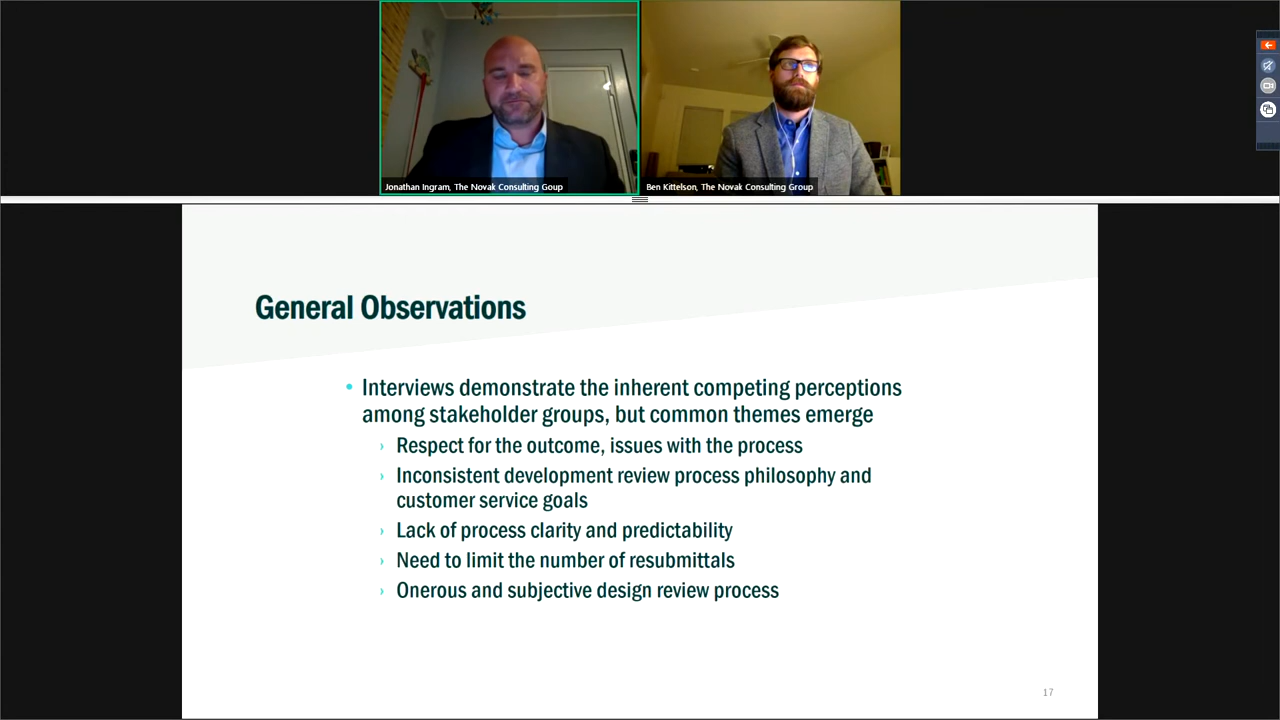 Jonathan Ingram, The Novak Consulting Goup
Ben Kittelson, The Novak Consulting Group
General Observations
• Interviews demonstrate the inherent competing perceptions
among stakeholder groups, but common themes emerge
› Respect for the outcome, issues with the process
› Inconsistent development review process philosophy and
customer service goals
› Lack of process clarity and predictability
› Need to limit the number of resubmittals
› Onerous and subjective design review process
17